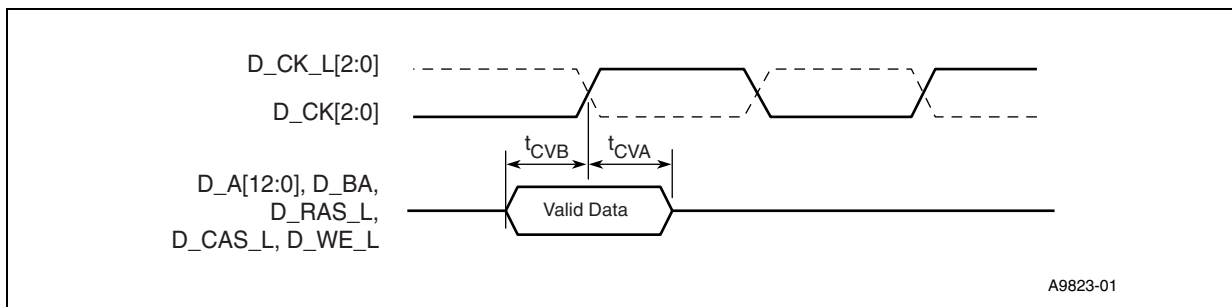 D_CK_L[2:0]
D_CK[2:0]
tCVB
tCVA
D_A[12:0], D_BA,
D_RAS_L,
D_CAS_L, D_WE_L
Valid Data
A9823-01